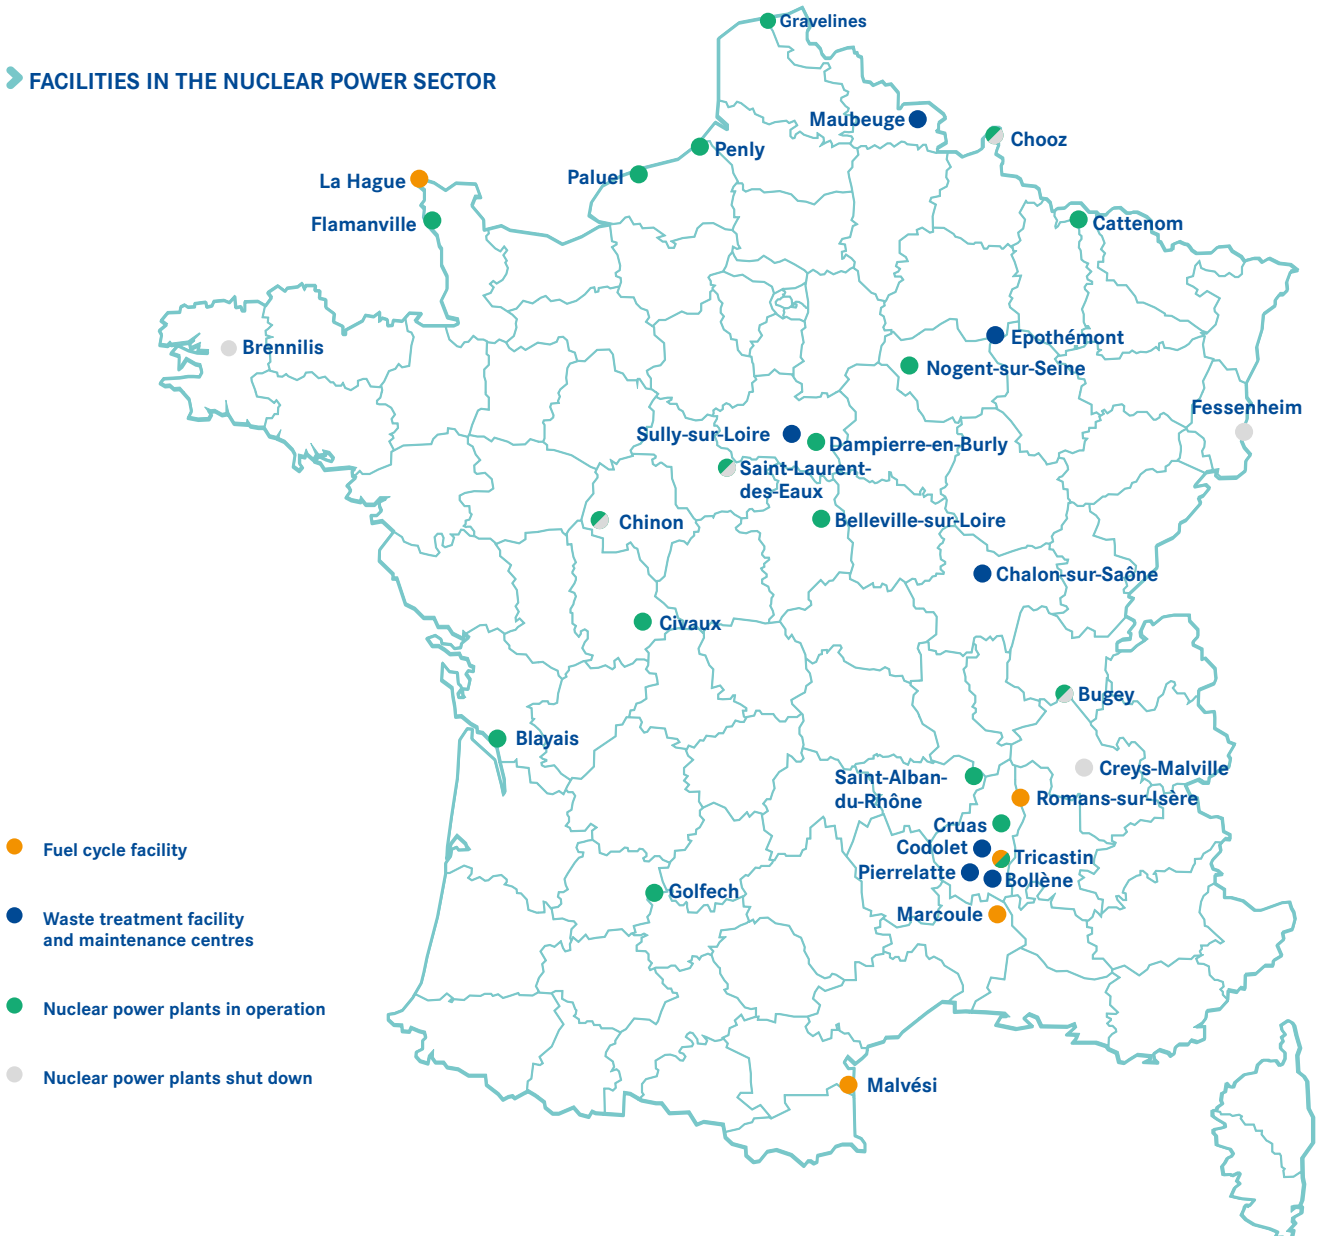 Gravelines
FACILITIES IN THE NUCLEAR POWER SECTOR
Maubeuge
Chooz
Penly
Paluel
La Hague
Flamanville
Cattenom
Brennilis
Epothémont
Nogent-sur-Seine
Fessenheim
Sully-sur-Loire
Dampierre-en-Burly
Saint-Laurent-
des-Eaux
Chinon
Belleville-sur-Loire
Chalon-sur-Saône
Civaux
Bugey
Blayais
Creys-Malville
Saint-Alban-
du-Rhône
Romans-sur-Isère
Cruas
Codolet
Tricastin
Pierrelatte
Bollène
Golfech
Marcoule
Malvési
Fuel cycle facility
Waste treatment facility
and maintenance centres
Nuclear power plants in operation
Nuclear power plants shut down